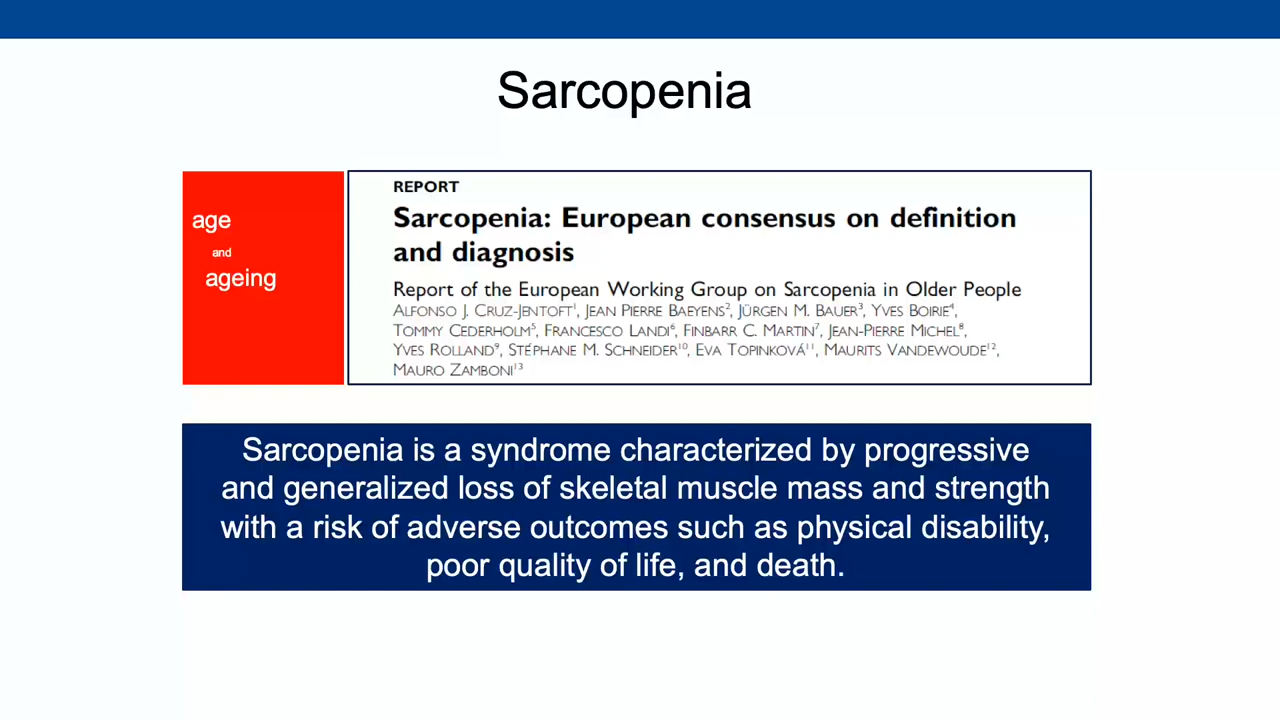 Sarcopenia
age
and
ageing
REPORT
Sarcopenia: European consensus on definition
and diagnosis
Report of the European Working Group on Sarcopenia in Older People
ALFONSO J. CRUZ-JENTOFT¹, JEAN PIERRE BAEYENS², JÜRGEN M. BAUER³, YVES BOIRIE⁴,
TOMMY CEDERHOLM⁵, FRANCESCO LANDI⁶, FINBARR C. MARTIN⁷, JEAN-PIERRE MICHEL⁸,
YVES ROLLAND⁹, STÉPHANE M. SCHNEIDER¹⁰, EVA TOPINKOVÁ¹¹, MAURITS VANDEWOUDE¹²,
MAURO ZAMBONI¹³
Sarcopenia is a syndrome characterized by progressive
and generalized loss of skeletal muscle mass and strength
with a risk of adverse outcomes such as physical disability,
poor quality of life, and death.